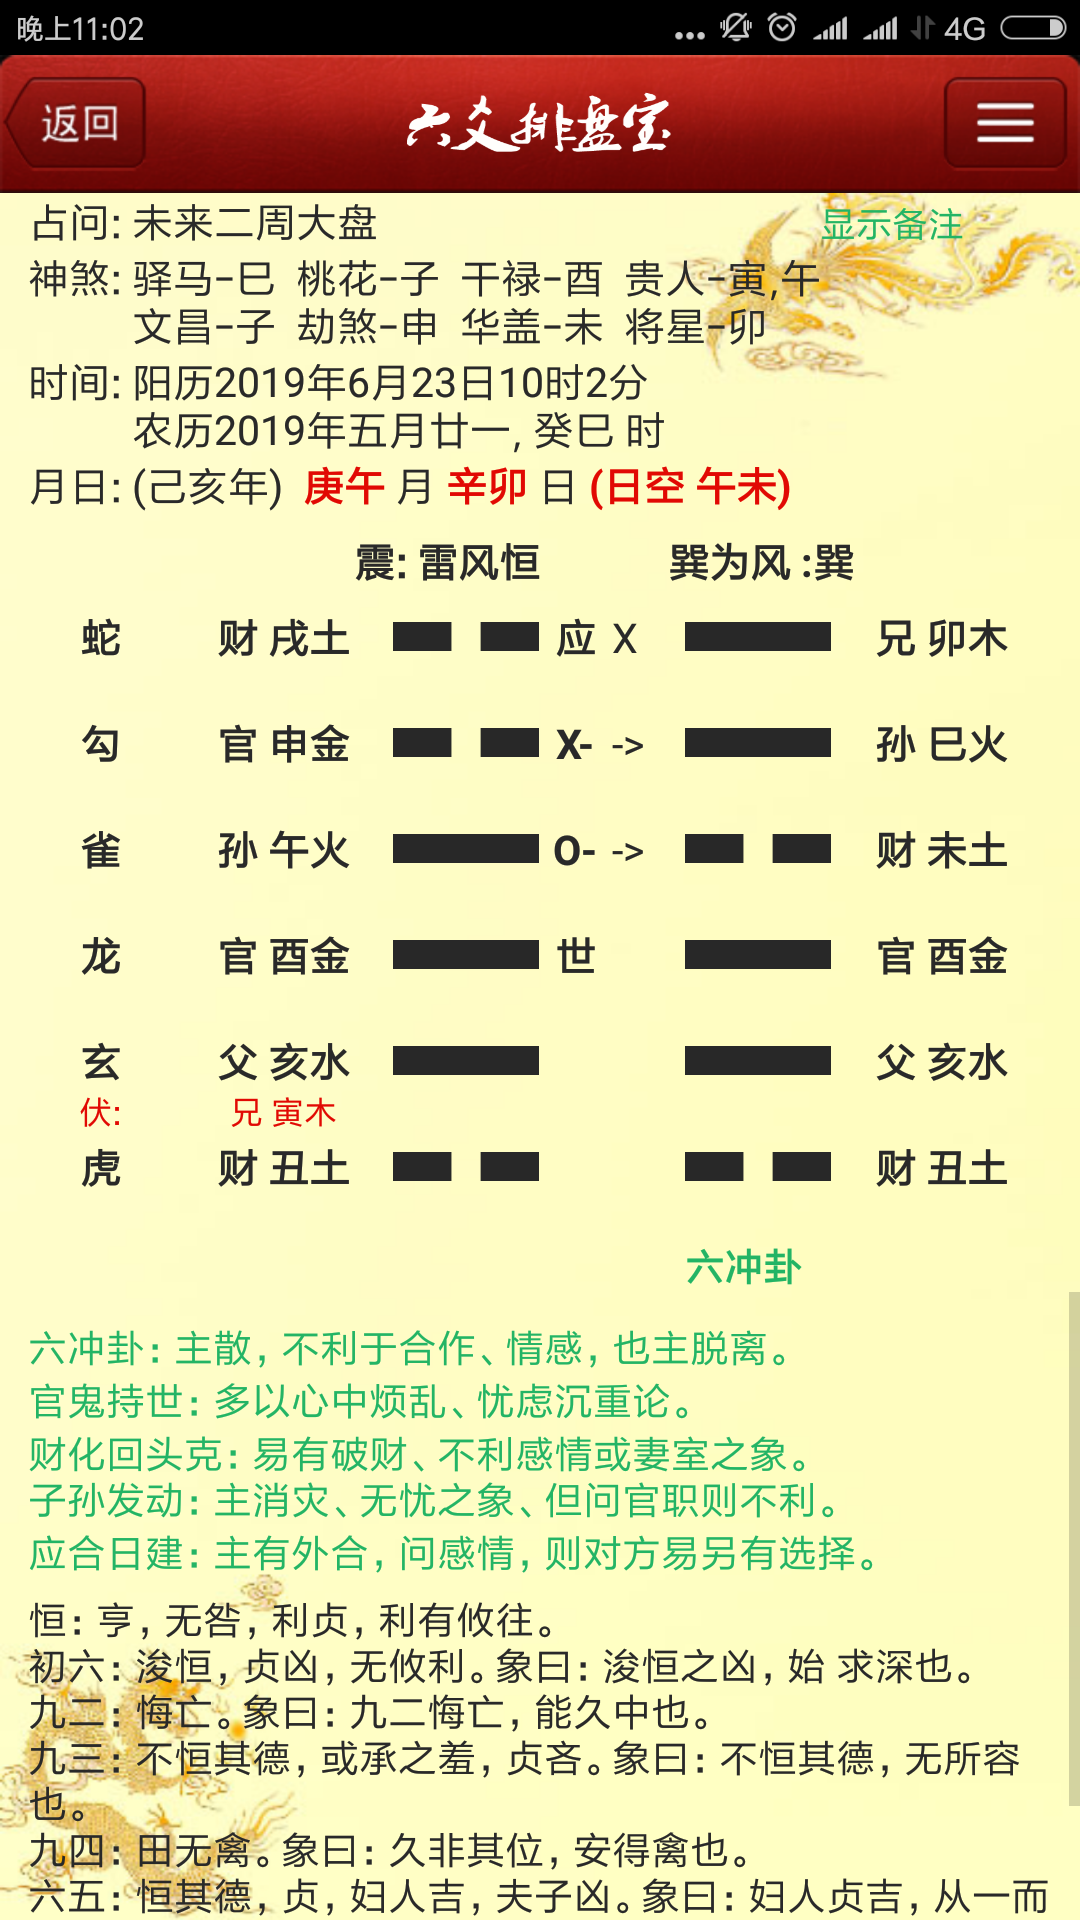 晚上11:02
4G
返回
六爻排盘宝
占问: 未来二周大盘
显示备注
神煞: 驿马-巳 桃花-子 干禄-酉 贵人-寅,午
文昌-子 劫煞-申 华盖-未 将星-卯
时间: 阳历2019年6月23日10时2分
农历2019年五月廿一, 癸巳 时
月日: (己亥年) 庚午 月 辛卯 日 (日空 午未)
震: 雷风恒 巽为风 :巽
蛇 财 戌土 应 X 兄 卯木
勾 官 申金 X- -> 孙 巳火
雀 孙 午火 O- -> 财 未土
龙 官 酉金 世 官 酉金
玄 父 亥水 父 亥水
伏: 兄 寅木
虎 财 丑土 财 丑土
六冲卦
六冲卦: 主散, 不利于合作、情感, 也主脱离。
官鬼持世: 多以心中烦乱、忧虑沉重论。
财化回头克: 易有破财、不利感情或妻室之象。
子孙发动: 主消灾、无忧之象、但问官职则不利。
应合日建: 主有外合, 问感情, 则对方易另有选择。
恒: 亨, 无咎, 利贞, 利有攸往。
初六: 浚恒, 贞凶, 无攸利。象曰: 浚恒之凶, 始 求深也。
九二: 悔亡。象曰: 九二悔亡, 能久中也。
九三: 不恒其德, 或承之羞, 贞吝。象曰: 不恒其德, 无所容
也。
九四: 田无禽。象曰: 久非其位, 安得禽也。
六五: 恒其德, 贞, 妇人吉, 夫子凶。象曰: 妇人贞吉, 从一而